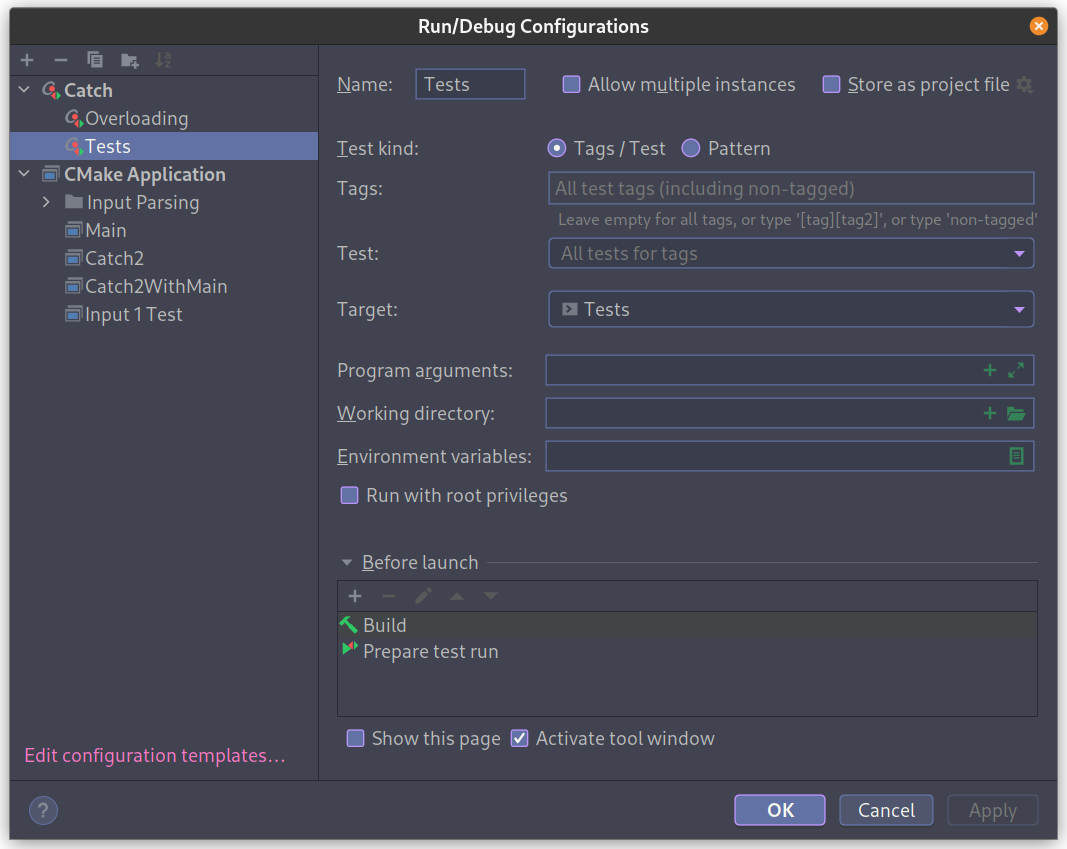 Run/Debug Configurations
Catch
Overloading
Tests
CMake Application
Input Parsing
Main
Catch2
Catch2WithMain
Input 1 Test
Edit configuration templates...
Name: Tests Allow multiple instances Store as project file
Test kind: Tags / Test Pattern
Tags: All test tags (including non-tagged)
Leave empty for all tags, or type '[tag][tag2]', or type 'non-tagged'
Test: All tests for tags
Target: Tests
Program arguments:
Working directory:
Environment variables:
Run with root privileges
Before launch
Build
Prepare test run
Show this page Activate tool window
? OK Cancel Apply